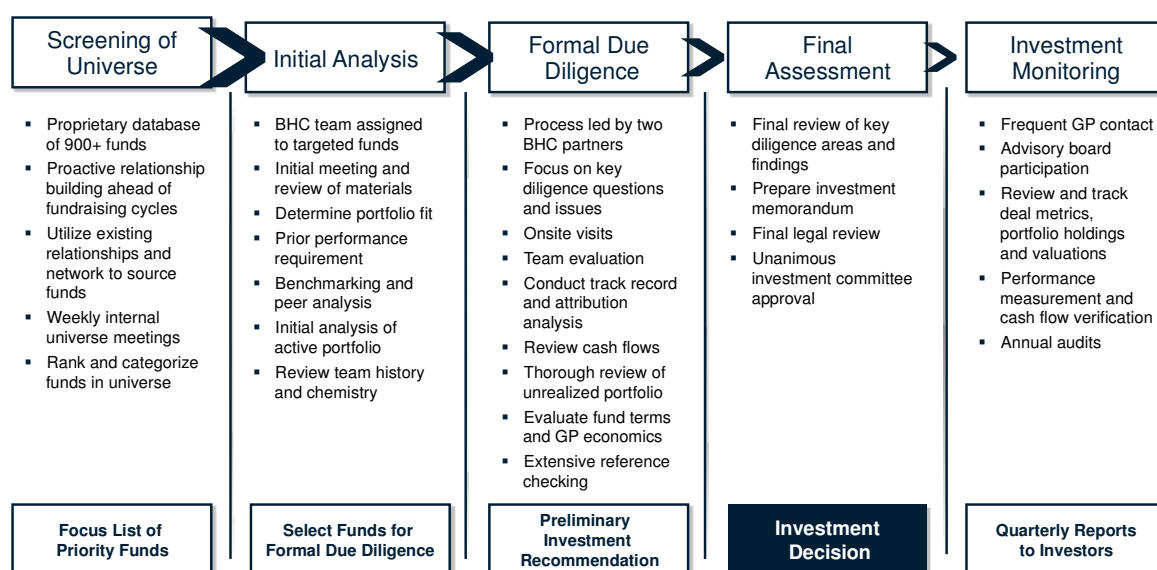 Screening of
Universe
Initial Analysis
Formal Due
Diligence
Final
Assessment
Investment
Monitoring
▪ Proprietary database
of 900+ funds
▪ Proactive relationship
building ahead of
fundraising cycles
▪ Utilize existing
relationships and
network to source
funds
▪ Weekly internal
universe meetings
▪ Rank and categorize
funds in universe
▪ BHC team assigned
to targeted funds
▪ Initial meeting and
review of materials
▪ Determine portfolio fit
▪ Prior performance
requirement
▪ Benchmarking and
peer analysis
▪ Initial analysis of
active portfolio
▪ Review team history
and chemistry
▪ Process led by two
BHC partners
▪ Focus on key
diligence questions
and issues
▪ Onsite visits
▪ Team evaluation
▪ Conduct track record
and attribution
analysis
▪ Review cash flows
▪ Thorough review of
unrealized portfolio
▪ Evaluate fund terms
and GP economics
▪ Extensive reference
checking
▪ Final review of key
diligence areas and
findings
▪ Prepare investment
memorandum
▪ Final legal review
▪ Unanimous
investment committee
approval
▪ Frequent GP contact
▪ Advisory board
participation
▪ Review and track
deal metrics,
portfolio holdings
and valuations
▪ Performance
measurement and
cash flow verification
▪ Annual audits
Focus List of
Priority Funds
Select Funds for
Formal Due Diligence
Preliminary
Investment
Recommendation
Investment
Decision
Quarterly Reports
to Investors